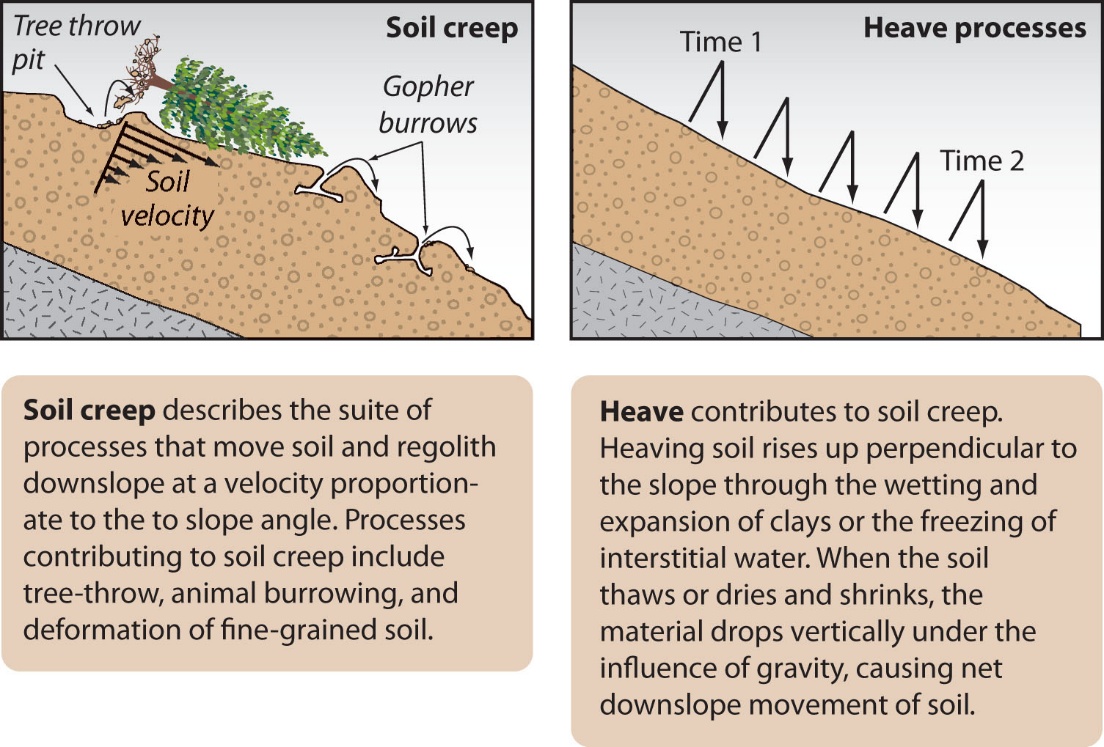 Soil creep
Tree throw
pit
Gopher
burrows
Soil
velocity
Heave processes
Time 1
Time 2
Soil creep describes the suite of
processes that move soil and regolith
downslope at a velocity proportion-
ate to the to slope angle. Processes
contributing to soil creep include
tree-throw, animal burrowing, and
deformation of fine-grained soil.
Heave contributes to soil creep.
Heaving soil rises up perpendicular to
the slope through the wetting and
expansion of clays or the freezing of
interstitial water. When the soil
thaws or dries and shrinks, the
material drops vertically under the
influence of gravity, causing net
downslope movement of soil.